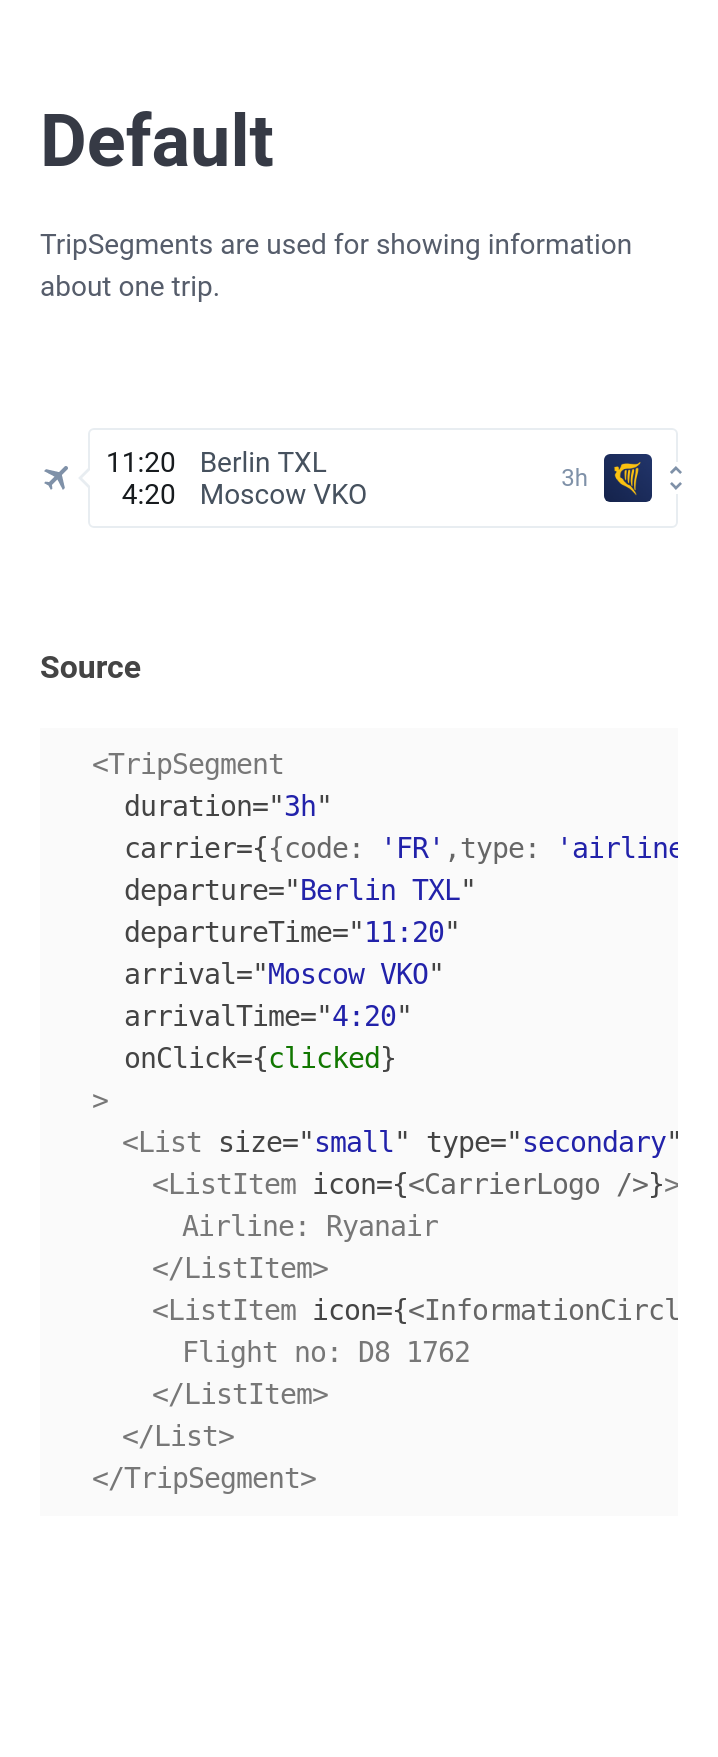 Default
TripSegments are used for showing information
about one trip.
11:20 Berlin TXL
4:20 Moscow VKO
3h
Source
<TripSegment
duration="3h"
carrier={{code: 'FR',type: 'airline
departure="Berlin TXL"
departureTime="11:20"
arrival="Moscow VKO"
arrivalTime="4:20"
onClick={clicked}
>
<List size="small" type="secondary"
<ListItem icon={<CarrierLogo />}>
Airline: Ryanair
</ListItem>
<ListItem icon={<InformationCircl
Flight no: D8 1762
</ListItem>
</List>
</TripSegment>